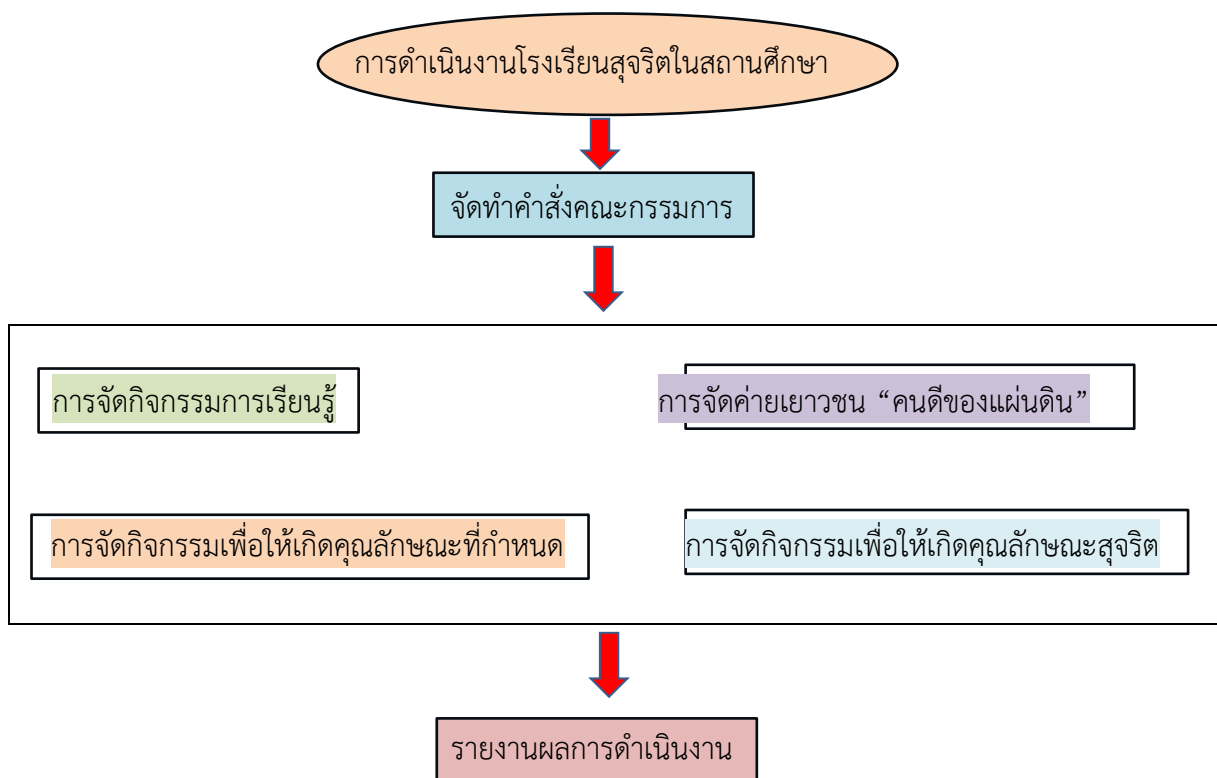 การดำเนินงานโรงเรียนสุจริตในสถานศึกษา
จัดทำคำสั่งคณะกรรมการ
การจัดกิจกรรมการเรียนรู้
การจัดค่ายเยาวชน “คนดีของแผ่นดิน”
การจัดกิจกรรมเพื่อให้เกิดคุณลักษณะที่กำหนด
การจัดกิจกรรมเพื่อให้เกิดคุณลักษณะสุจริต
รายงานผลการดำเนินงาน